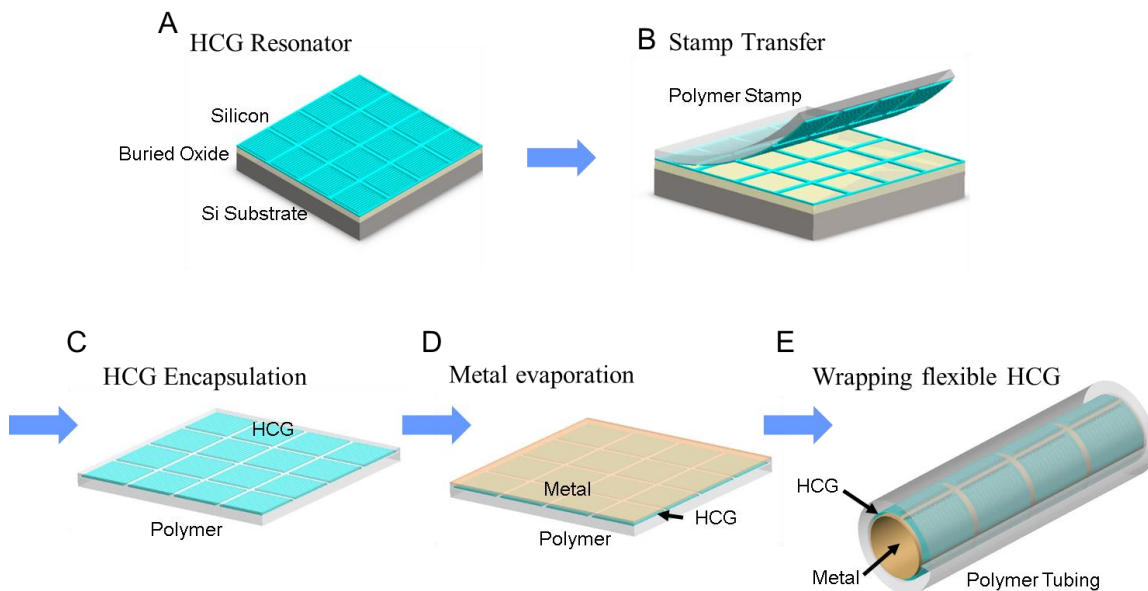 A
HCG Resonator
Silicon
Buried Oxide
Si Substrate
B
Stamp Transfer
Polymer Stamp
C
HCG Encapsulation
HCG
Polymer
D
Metal evaporation
Metal
HCG
Polymer
E
Wrapping flexible HCG
HCG
Metal
Polymer Tubing